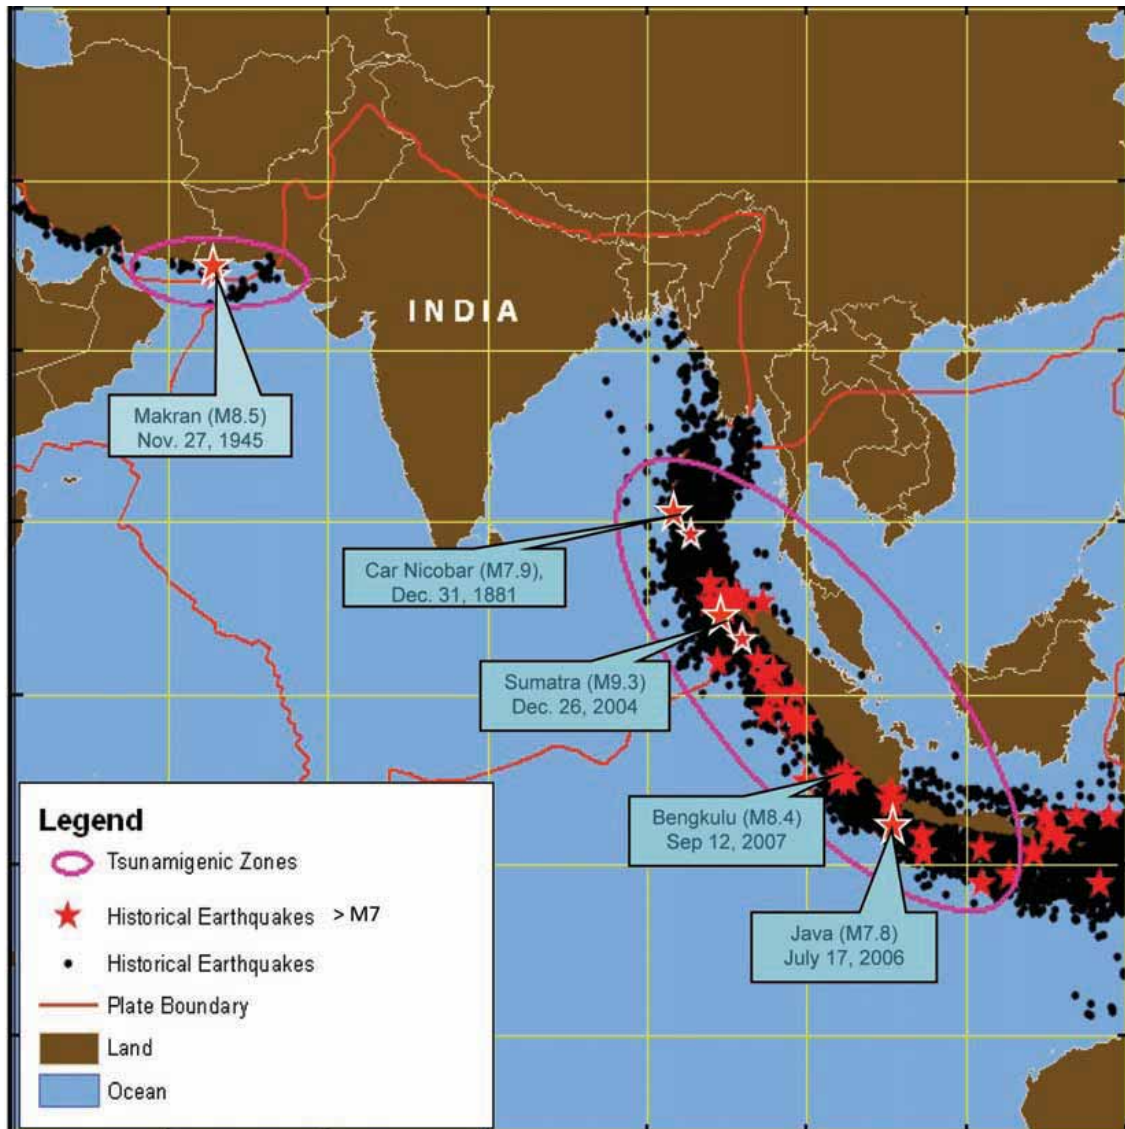 INDIA
Makran (M8.5)
Nov. 27, 1945
Car Nicobar (M7.9),
Dec. 31, 1881
Sumatra (M9.3)
Dec. 26, 2004
Bengkulu (M8.4)
Sep 12, 2007
Java (M7.8)
July 17, 2006
Legend
Tsunamigenic Zones
Historical Earthquakes > M7
Historical Earthquakes
Plate Boundary
Land
Ocean